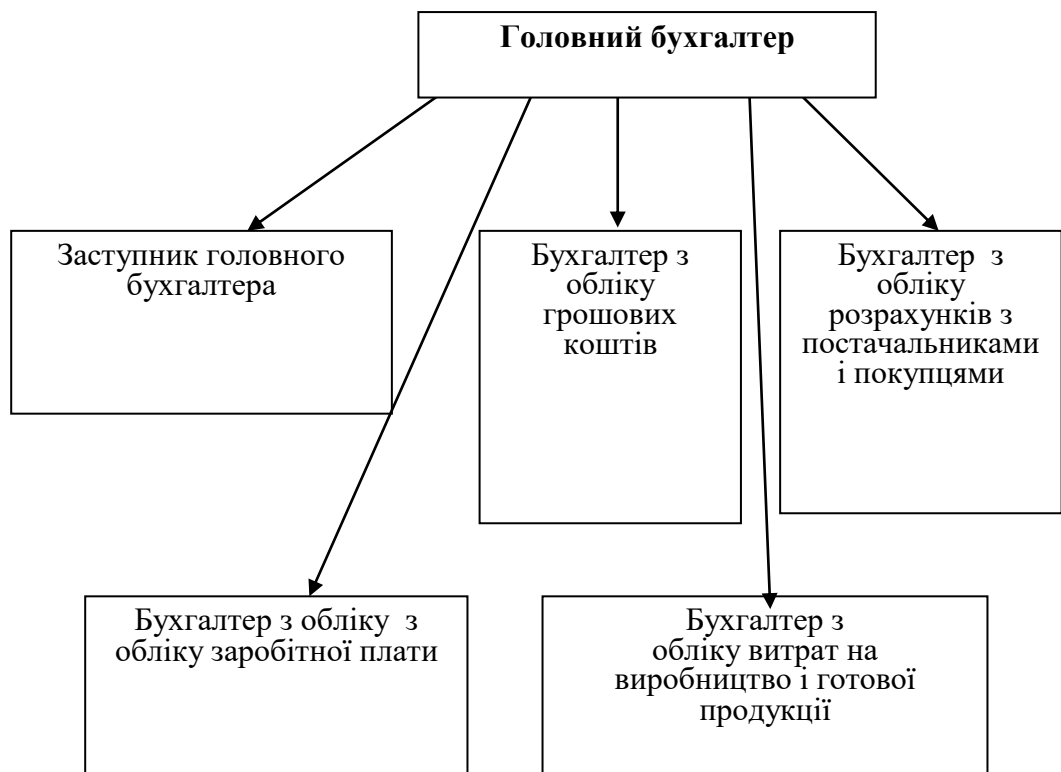 Головний бухгалтер
Заступник головного
бухгалтера
Бухгалтер з
обліку
грошових
коштів
Бухгалтер з
обліку
розрахунків з
постачальниками
і покупцями
Бухгалтер з обліку з
обліку заробітної плати
Бухгалтер з
обліку витрат на
виробництво і готової
продукції